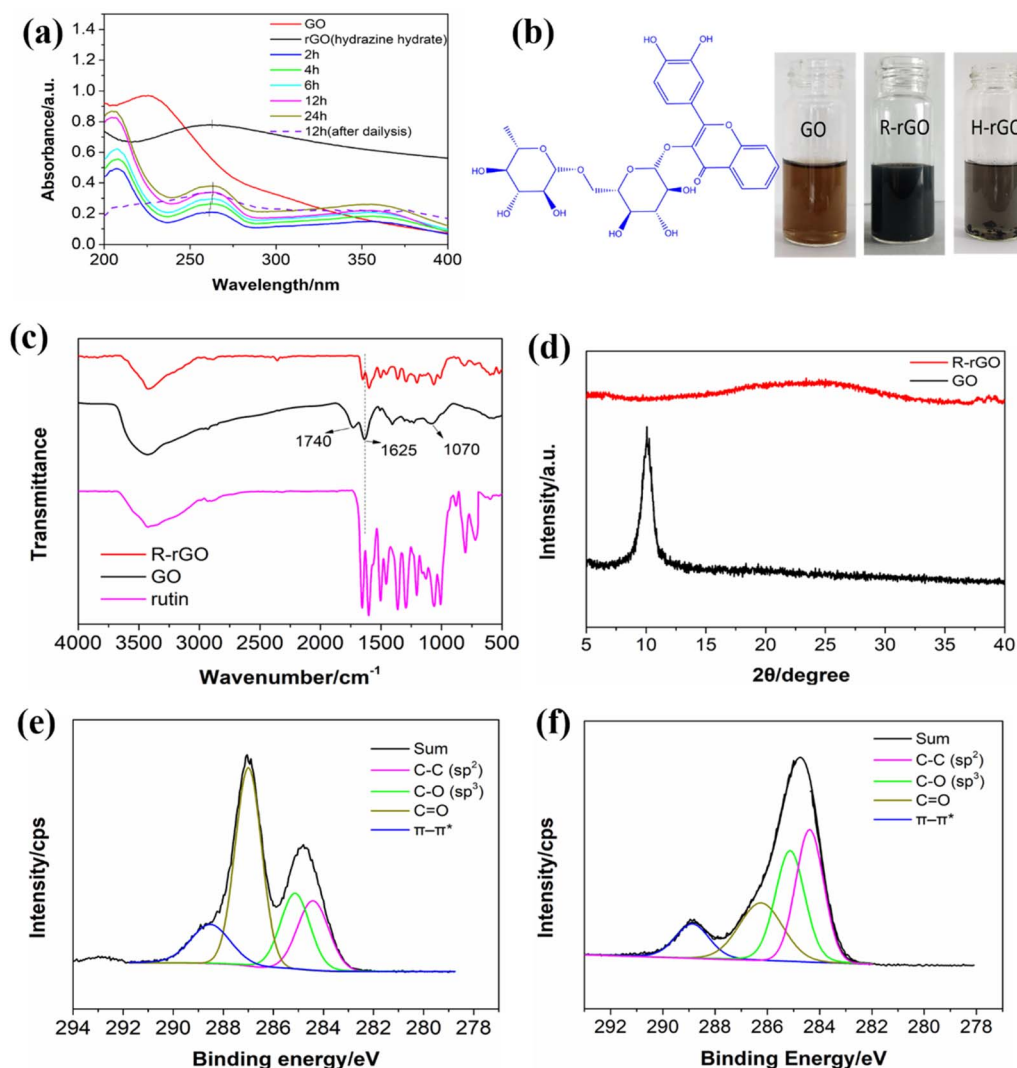 (a)
GO
rGO(hydrazine hydrate)
2h
4h
6h
12h
24h
12h(after dailysis)
Absorbance/a.u.
1.4
1.2
1.0
0.8
0.6
0.4
0.2
0.0
200 250 300 350 400
Wavelength/nm
(b)
OH
HO
O
O
O
O
O
O
HO
HO
OH
OH
OH
OH
OH
OH
GO
R-rGO
H-rGO
(c)
1740
1625
1070
R-rGO
GO
rutin
Transmittance
4000 3500 3000 2500 2000 1500 1000 500
Wavenumber/cm⁻¹
(d)
R-rGO
GO
Intensity/a.u.
5 10 15 20 25 30 35 40
2θ/degree
(e)
Sum
C-C (sp²)
C-O (sp³)
C=O
π–π*
Intensity/cps
294 292 290 288 286 284 282 280 278
Binding energy/eV
(f)
Sum
C-C (sp²)
C-O (sp³)
C=O
π–π*
Intensity/cps
292 290 288 286 284 282 280 278
Binding Energy/eV